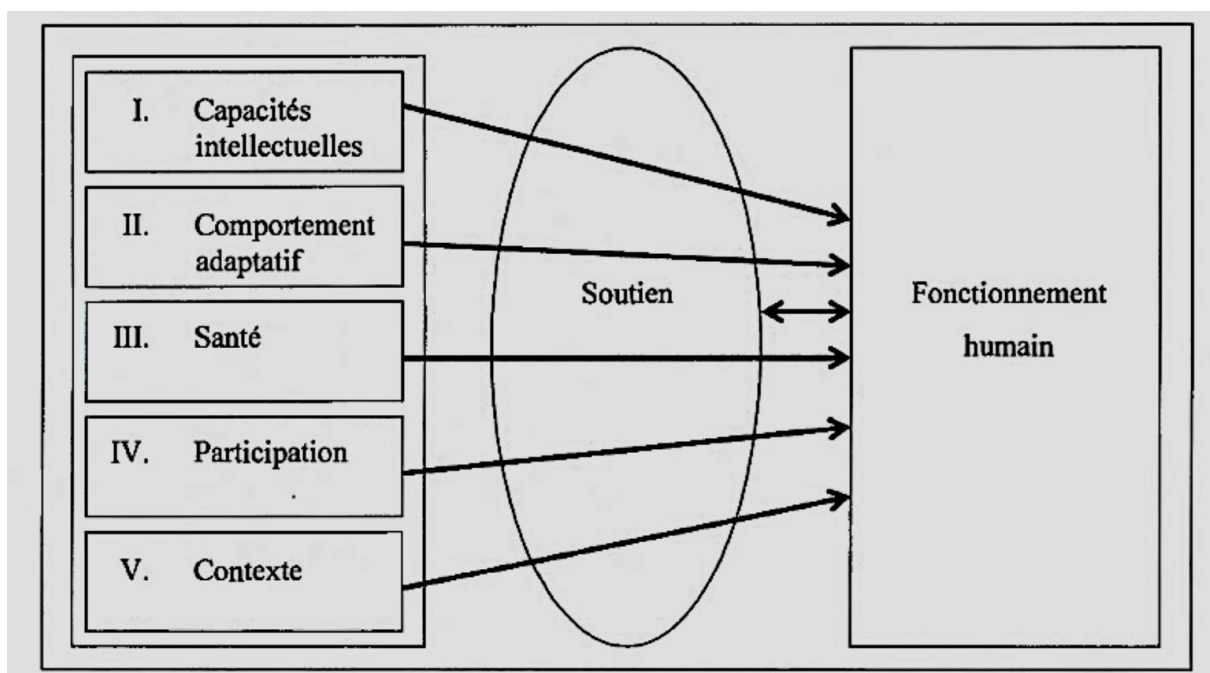 I. Capacités
intellectuelles
II. Comportement
adaptatif
III. Santé
IV. Participation
V. Contexte
Soutien
Fonctionnement
humain